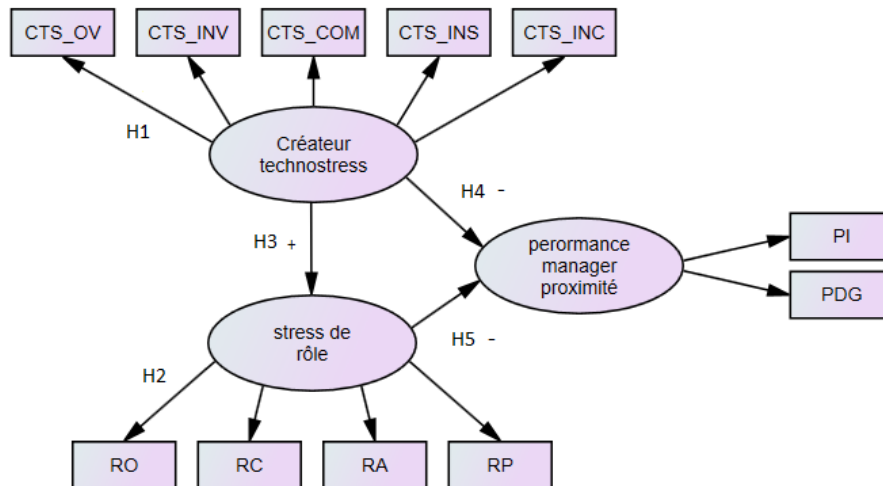 CTS_OV CTS_INV CTS_COM CTS_INS CTS_INC
H1
Créateur
technostress
H4 -
H3 +
perormance
manager
proximité
PI
PDG
stress de
rôle
H5 -
H2
RO RC RA RP